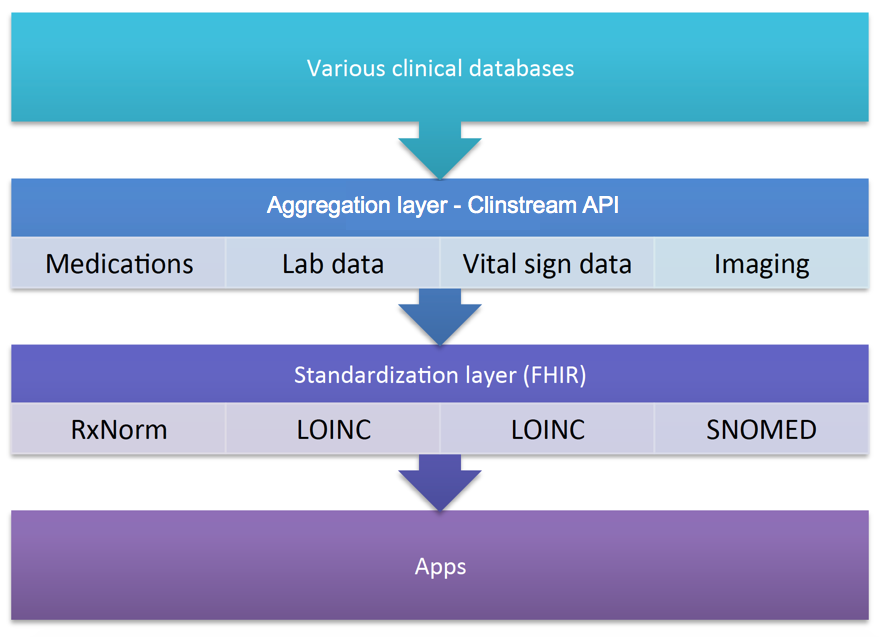 Various clinical databases
Aggregation layer - Clinstream API
Medications
Lab data
Vital sign data
Imaging
Standardization layer (FHIR)
RxNorm
LOINC
LOINC
SNOMED
Apps